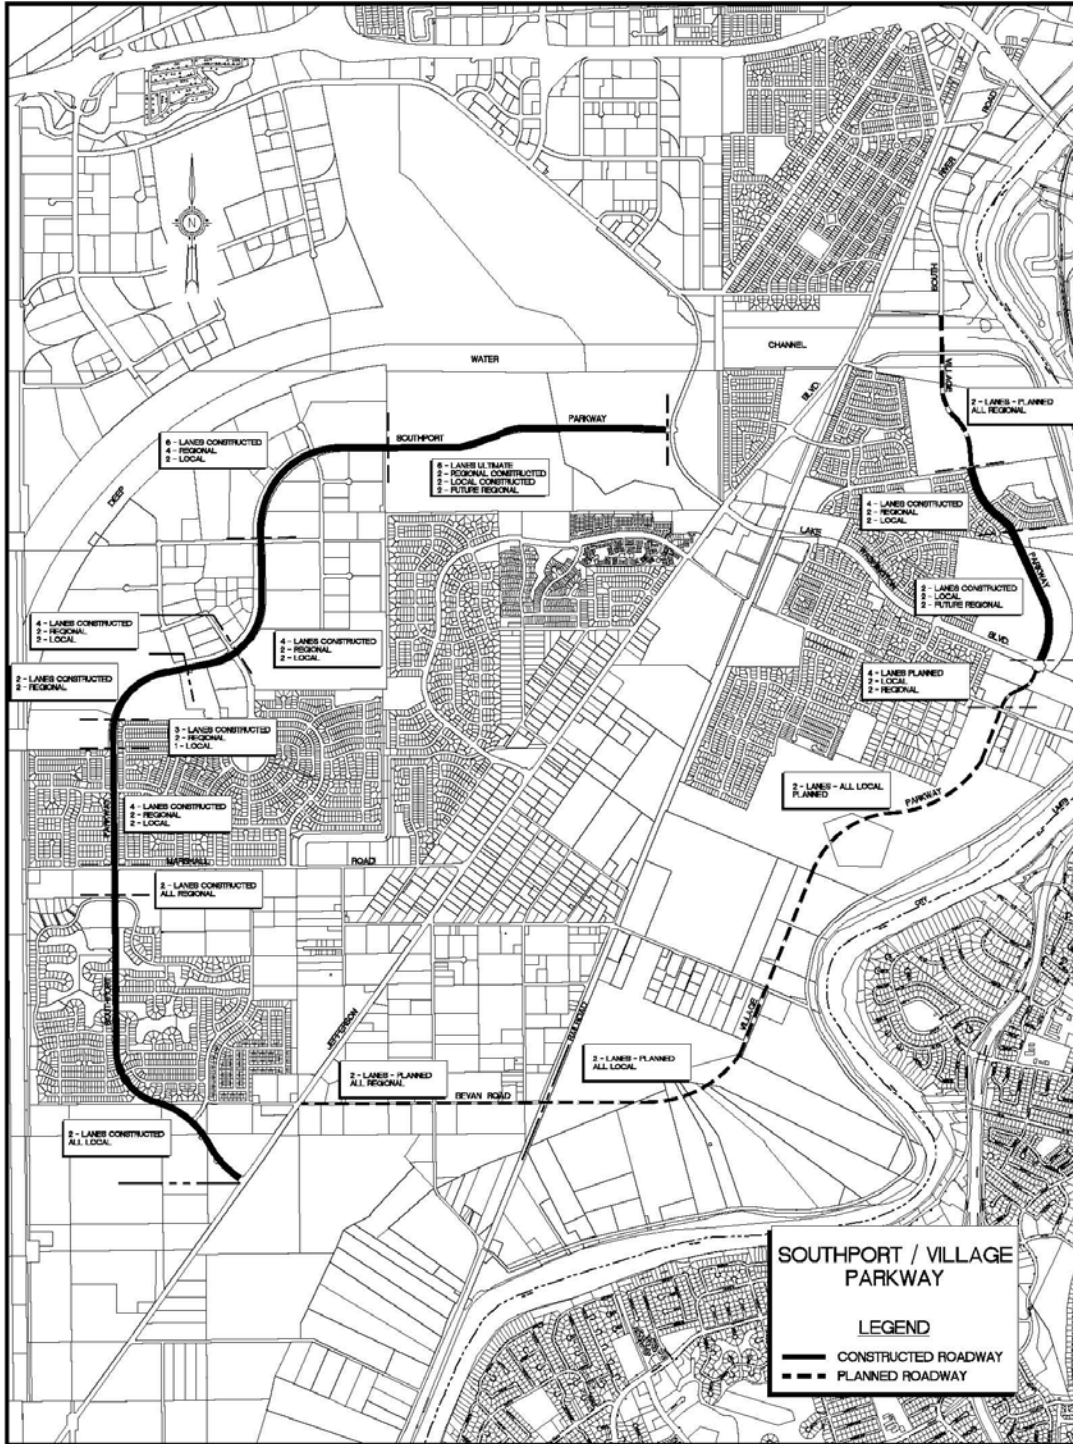 ROAD
RIVER
SOUTH
N
WATER
CHANNEL
VILLAGE
BLVD.
2 - LANES - PLANNED
ALL REGIONAL
PARKWAY
SOUTHPORT
6 - LANES CONSTRUCTED
4 - REGIONAL
2 - LOCAL
6 - LANES ULTIMATE
2 - REGIONAL CONSTRUCTED
2 - LOCAL CONSTRUCTED
2 - FUTURE REGIONAL
DEEP
4 - LANES CONSTRUCTED
2 - REGIONAL
2 - LOCAL
LAKE
WASHINGTON
BLVD.
PARKWAY
2 - LANES CONSTRUCTED
2 - LOCAL
2 - FUTURE REGIONAL
4 - LANES CONSTRUCTED
2 - REGIONAL
2 - LOCAL
4 - LANES CONSTRUCTED
2 - REGIONAL
2 - LOCAL
2 - LANES CONSTRUCTED
2 - REGIONAL
4 - LANES PLANNED
2 - LOCAL
2 - REGIONAL
3 - LANES CONSTRUCTED
2 - REGIONAL
1 - LOCAL
2 - LANES - ALL LOCAL
PLANNED
PARKWAY
4 - LANES CONSTRUCTED
2 - REGIONAL
2 - LOCAL
PARKWAY
MARSHALL ROAD
2 - LANES CONSTRUCTED
ALL REGIONAL
CITY
LIMITS
SOUTHPORT
JEFFERSON
RAILROAD
VILLAGE
2 - LANES - PLANNED
ALL REGIONAL
2 - LANES - PLANNED
ALL LOCAL
BEVAN ROAD
2 - LANES CONSTRUCTED
ALL LOCAL
SOUTHPORT / VILLAGE
PARKWAY
LEGEND
CONSTRUCTED ROADWAY
PLANNED ROADWAY